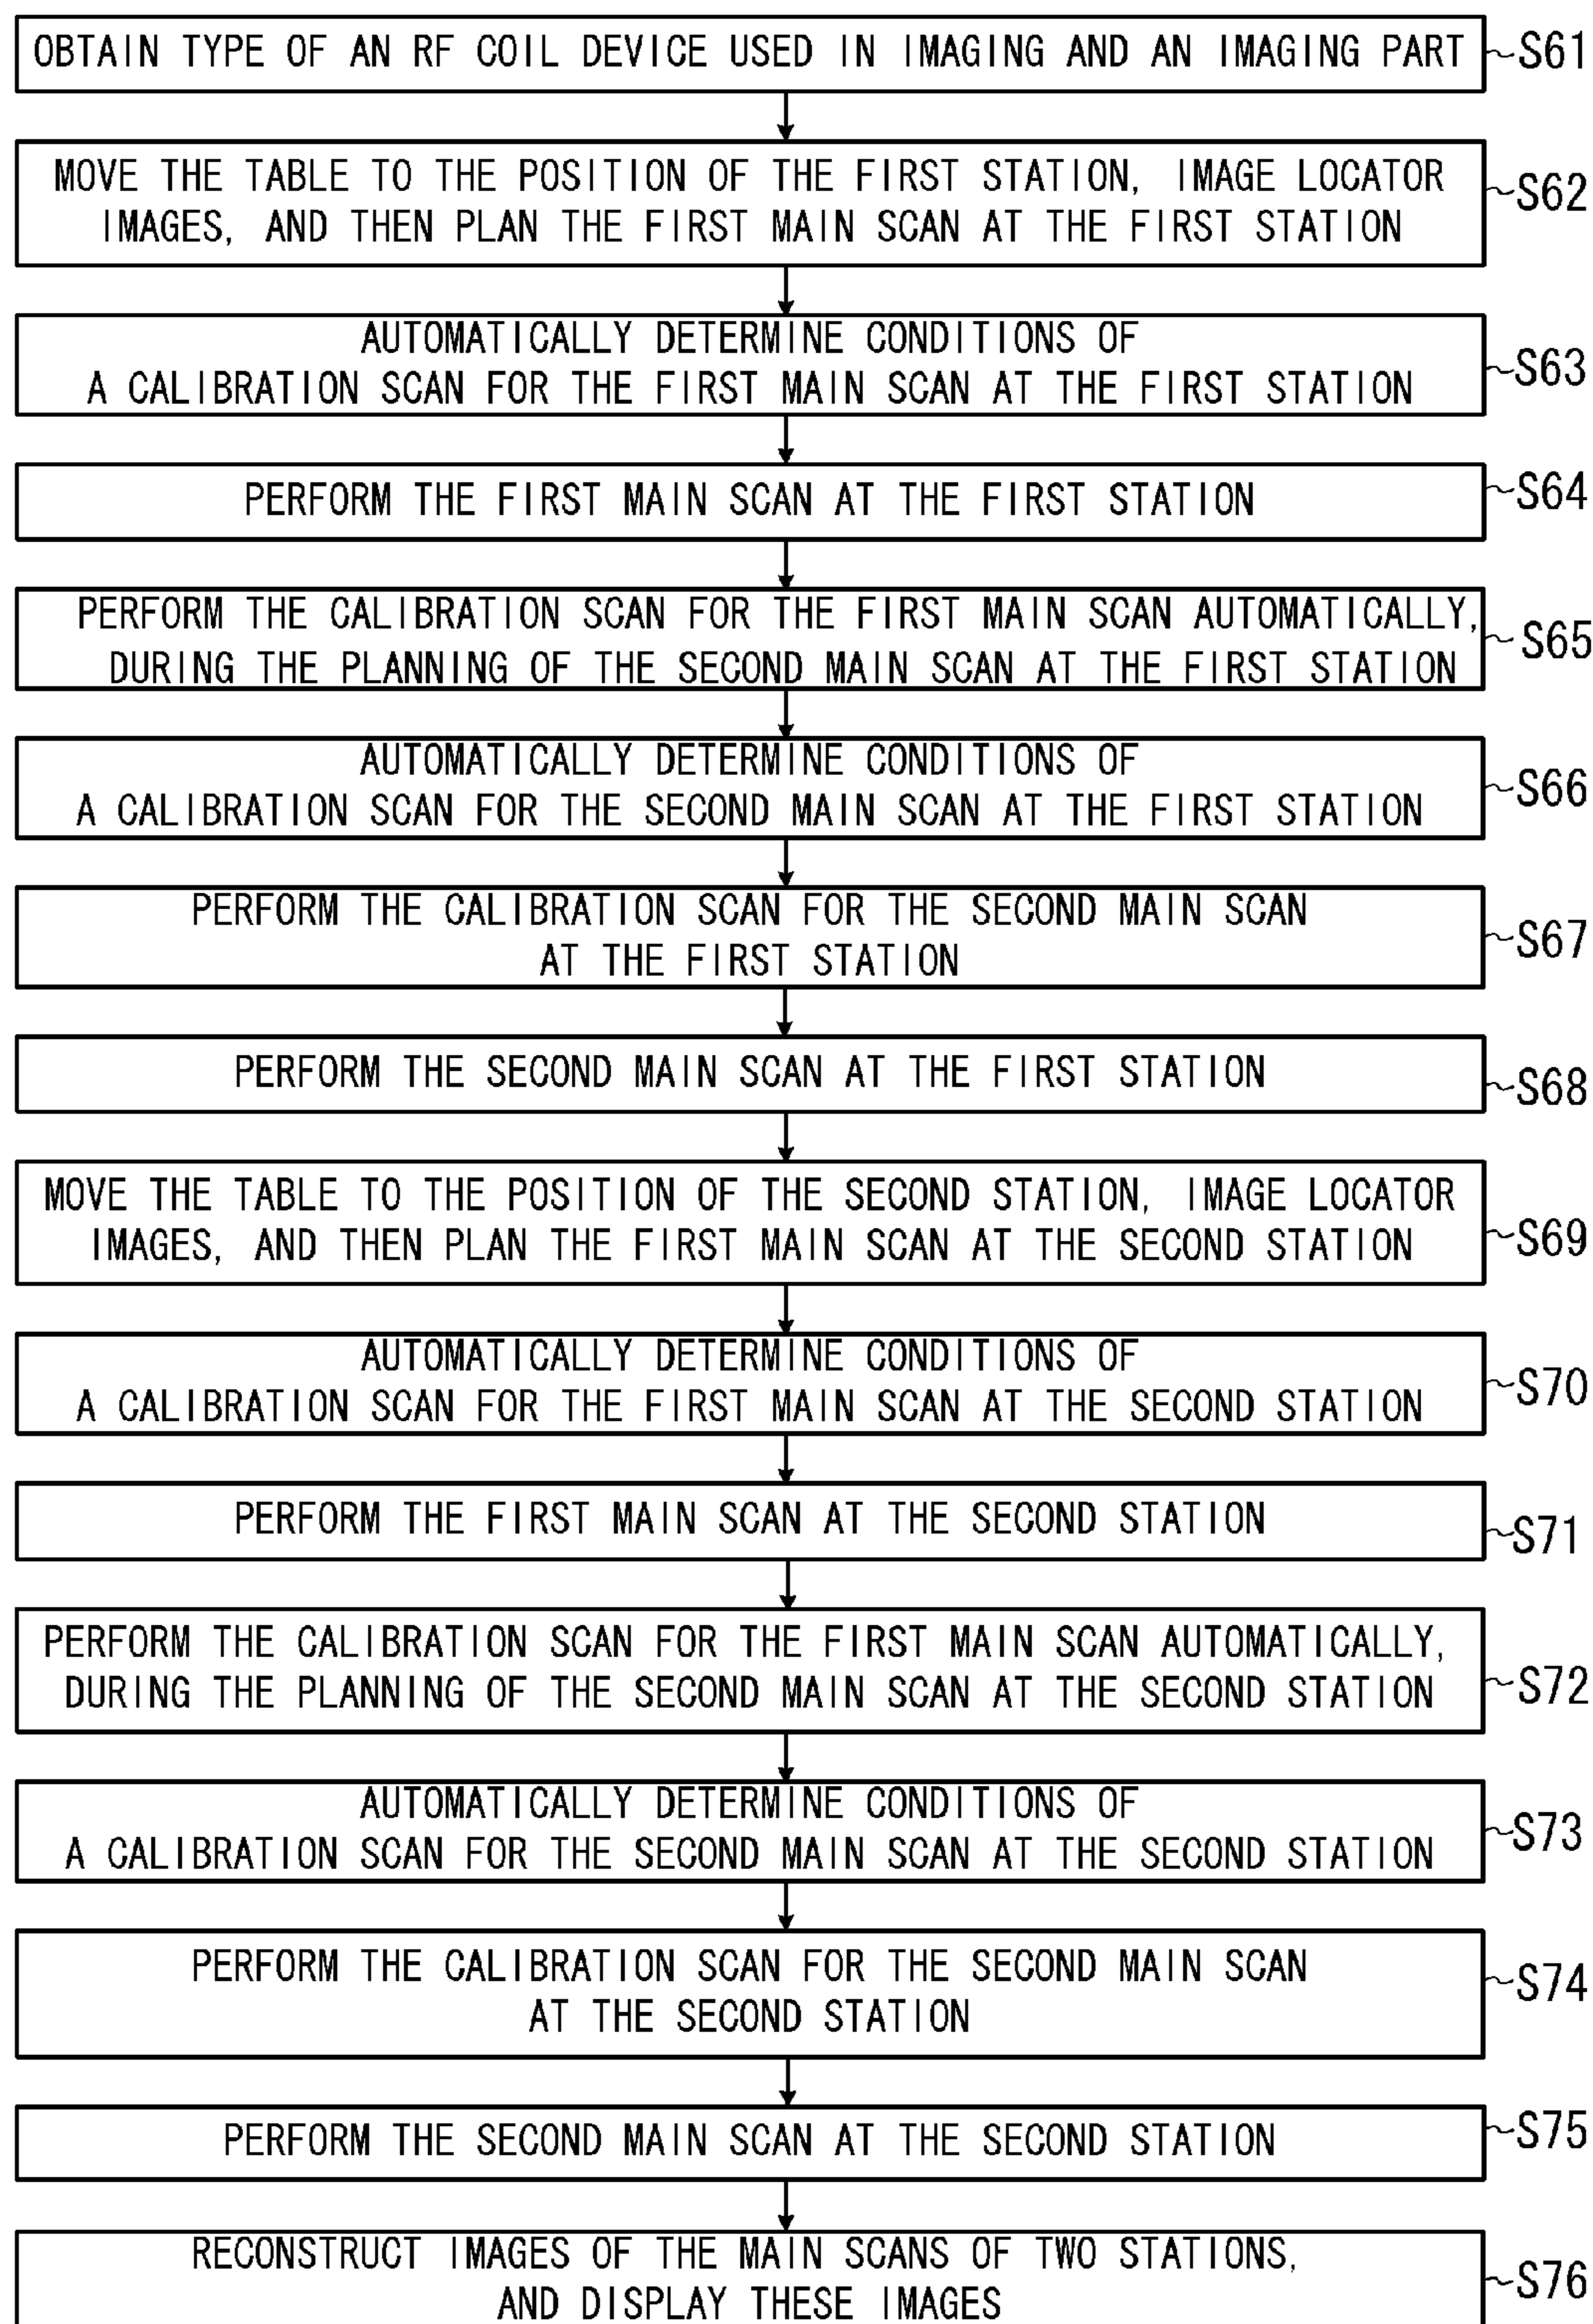 OBTAIN TYPE OF AN RF COIL DEVICE USED IN IMAGING AND AN IMAGING PART
S61
MOVE THE TABLE TO THE POSITION OF THE FIRST STATION, IMAGE LOCATOR
IMAGES, AND THEN PLAN THE FIRST MAIN SCAN AT THE FIRST STATION
S62
AUTOMATICALLY DETERMINE CONDITIONS OF
A CALIBRATION SCAN FOR THE FIRST MAIN SCAN AT THE FIRST STATION
S63
PERFORM THE FIRST MAIN SCAN AT THE FIRST STATION
S64
PERFORM THE CALIBRATION SCAN FOR THE FIRST MAIN SCAN AUTOMATICALLY,
DURING THE PLANNING OF THE SECOND MAIN SCAN AT THE FIRST STATION
S65
AUTOMATICALLY DETERMINE CONDITIONS OF
A CALIBRATION SCAN FOR THE SECOND MAIN SCAN AT THE FIRST STATION
S66
PERFORM THE CALIBRATION SCAN FOR THE SECOND MAIN SCAN
AT THE FIRST STATION
S67
PERFORM THE SECOND MAIN SCAN AT THE FIRST STATION
S68
MOVE THE TABLE TO THE POSITION OF THE SECOND STATION, IMAGE LOCATOR
IMAGES, AND THEN PLAN THE FIRST MAIN SCAN AT THE SECOND STATION
S69
AUTOMATICALLY DETERMINE CONDITIONS OF
A CALIBRATION SCAN FOR THE FIRST MAIN SCAN AT THE SECOND STATION
S70
PERFORM THE FIRST MAIN SCAN AT THE SECOND STATION
S71
PERFORM THE CALIBRATION SCAN FOR THE FIRST MAIN SCAN AUTOMATICALLY,
DURING THE PLANNING OF THE SECOND MAIN SCAN AT THE SECOND STATION
S72
AUTOMATICALLY DETERMINE CONDITIONS OF
A CALIBRATION SCAN FOR THE SECOND MAIN SCAN AT THE SECOND STATION
S73
PERFORM THE CALIBRATION SCAN FOR THE SECOND MAIN SCAN
AT THE SECOND STATION
S74
PERFORM THE SECOND MAIN SCAN AT THE SECOND STATION
S75
RECONSTRUCT IMAGES OF THE MAIN SCANS OF TWO STATIONS,
AND DISPLAY THESE IMAGES
S76